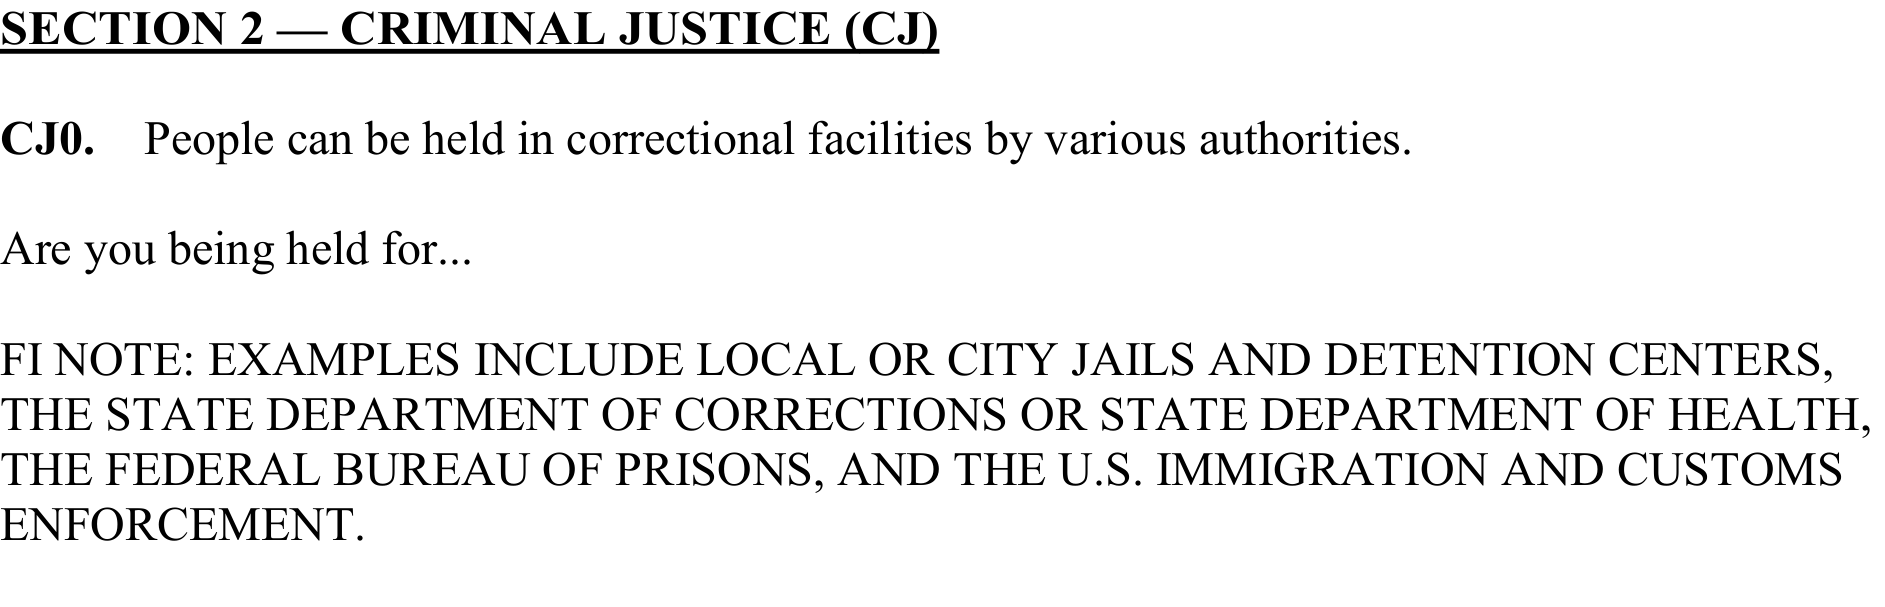 SECTION 2 — CRIMINAL JUSTICE (CJ)
CJ0. People can be held in correctional facilities by various authorities.
Are you being held for...
FI NOTE: EXAMPLES INCLUDE LOCAL OR CITY JAILS AND DETENTION CENTERS,
THE STATE DEPARTMENT OF CORRECTIONS OR STATE DEPARTMENT OF HEALTH,
THE FEDERAL BUREAU OF PRISONS, AND THE U.S. IMMIGRATION AND CUSTOMS
ENFORCEMENT.